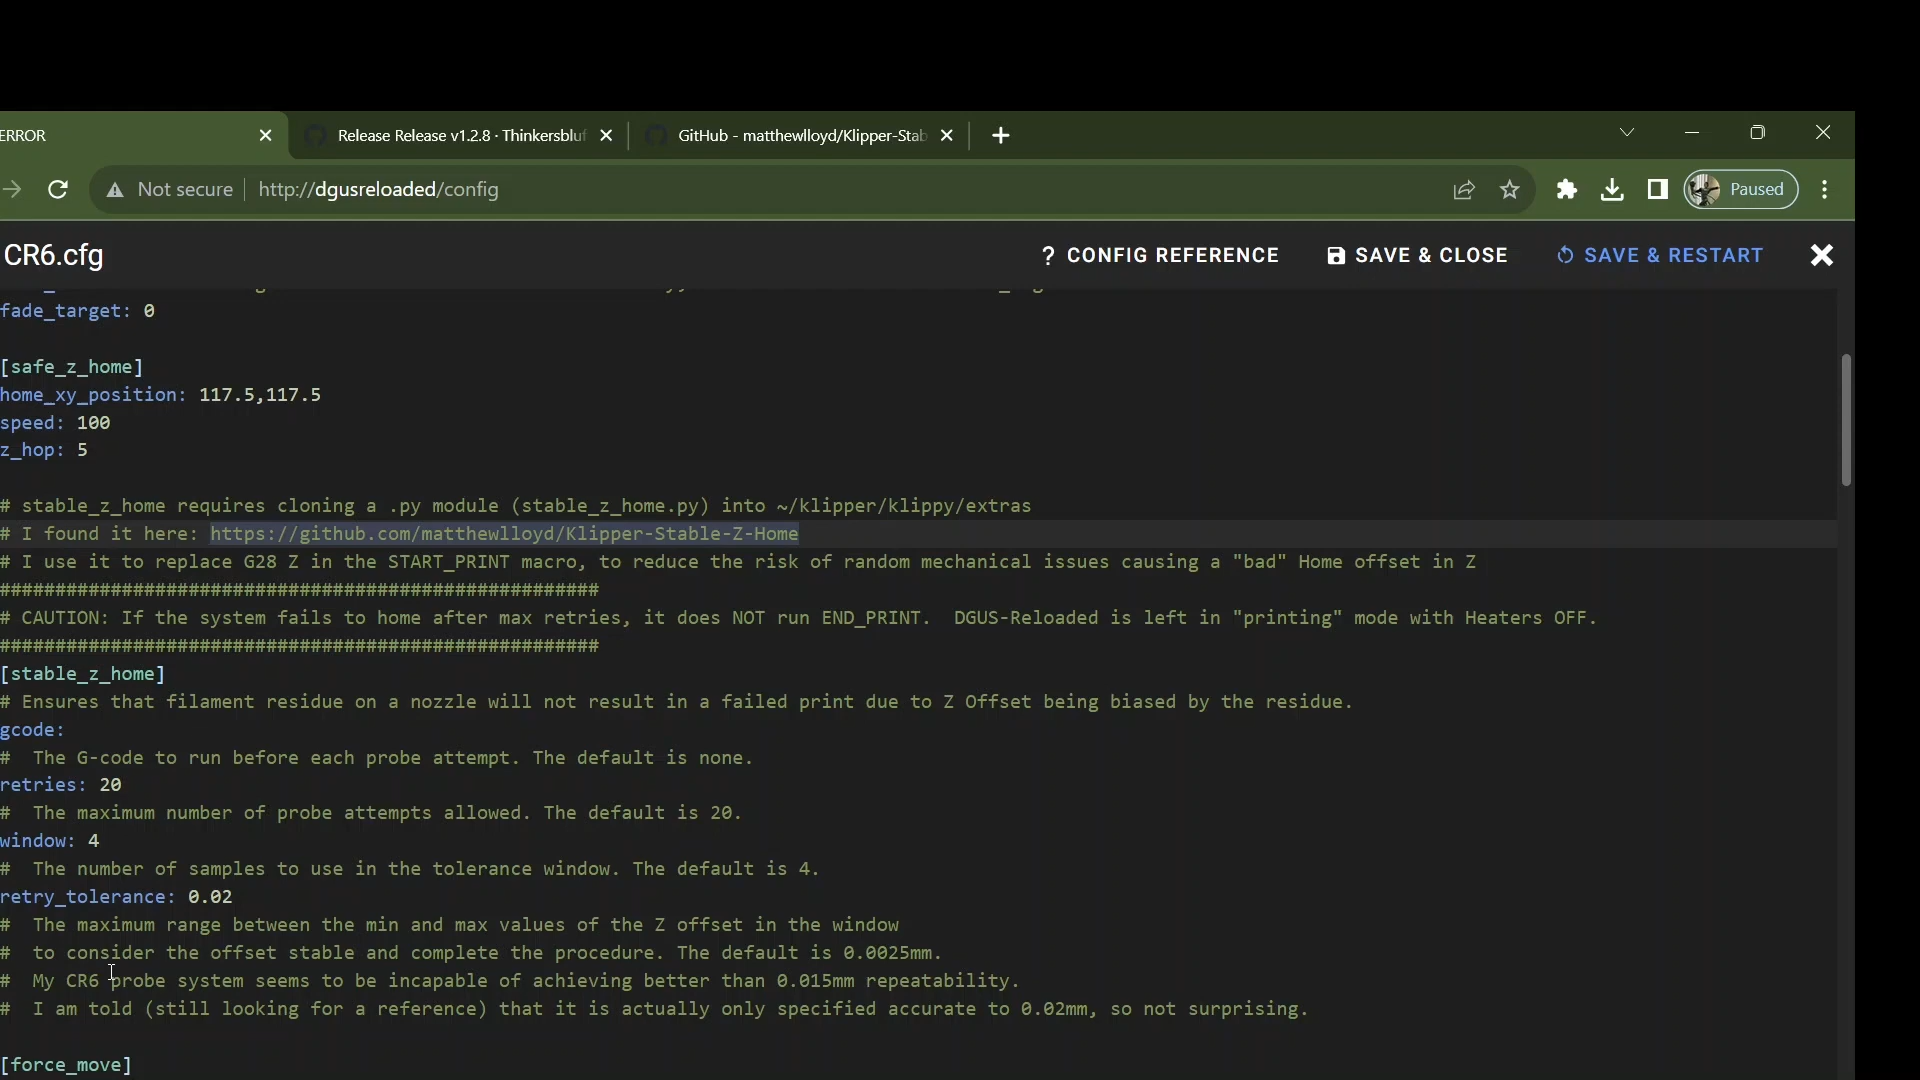 ERROR
Release Release v1.2.8 · Thinkersbluf
GitHub - matthewlloyd/Klipper-Stab
Not secure
http://dgusreloaded/config
Paused
CR6.cfg
? CONFIG REFERENCE
SAVE & CLOSE
SAVE & RESTART
fade_target: 0
[safe_z_home]
home_xy_position: 117.5,117.5
speed: 100
z_hop: 5
# stable_z_home requires cloning a .py module (stable_z_home.py) into ~/klipper/klippy/extras
# I found it here: https://github.com/matthewlloyd/Klipper-Stable-Z-Home
# I use it to replace G28 Z in the START_PRINT macro, to reduce the risk of random mechanical issues causing a "bad" Home offset in Z
######################################################
# CAUTION: If the system fails to home after max retries, it does NOT run END_PRINT.  DGUS-Reloaded is left in "printing" mode with Heaters OFF.
######################################################
[stable_z_home]
# Ensures that filament residue on a nozzle will not result in a failed print due to Z Offset being biased by the residue.
gcode:
#  The G-code to run before each probe attempt. The default is none.
retries: 20
#  The maximum number of probe attempts allowed. The default is 20.
window: 4
#  The number of samples to use in the tolerance window. The default is 4.
retry_tolerance: 0.02
#  The maximum range between the min and max values of the Z offset in the window
#  to consider the offset stable and complete the procedure. The default is 0.0025mm.
#  My CR6 probe system seems to be incapable of achieving better than 0.015mm repeatability.
#  I am told (still looking for a reference) that it is actually only specified accurate to 0.02mm, so not surprising.
[force_move]